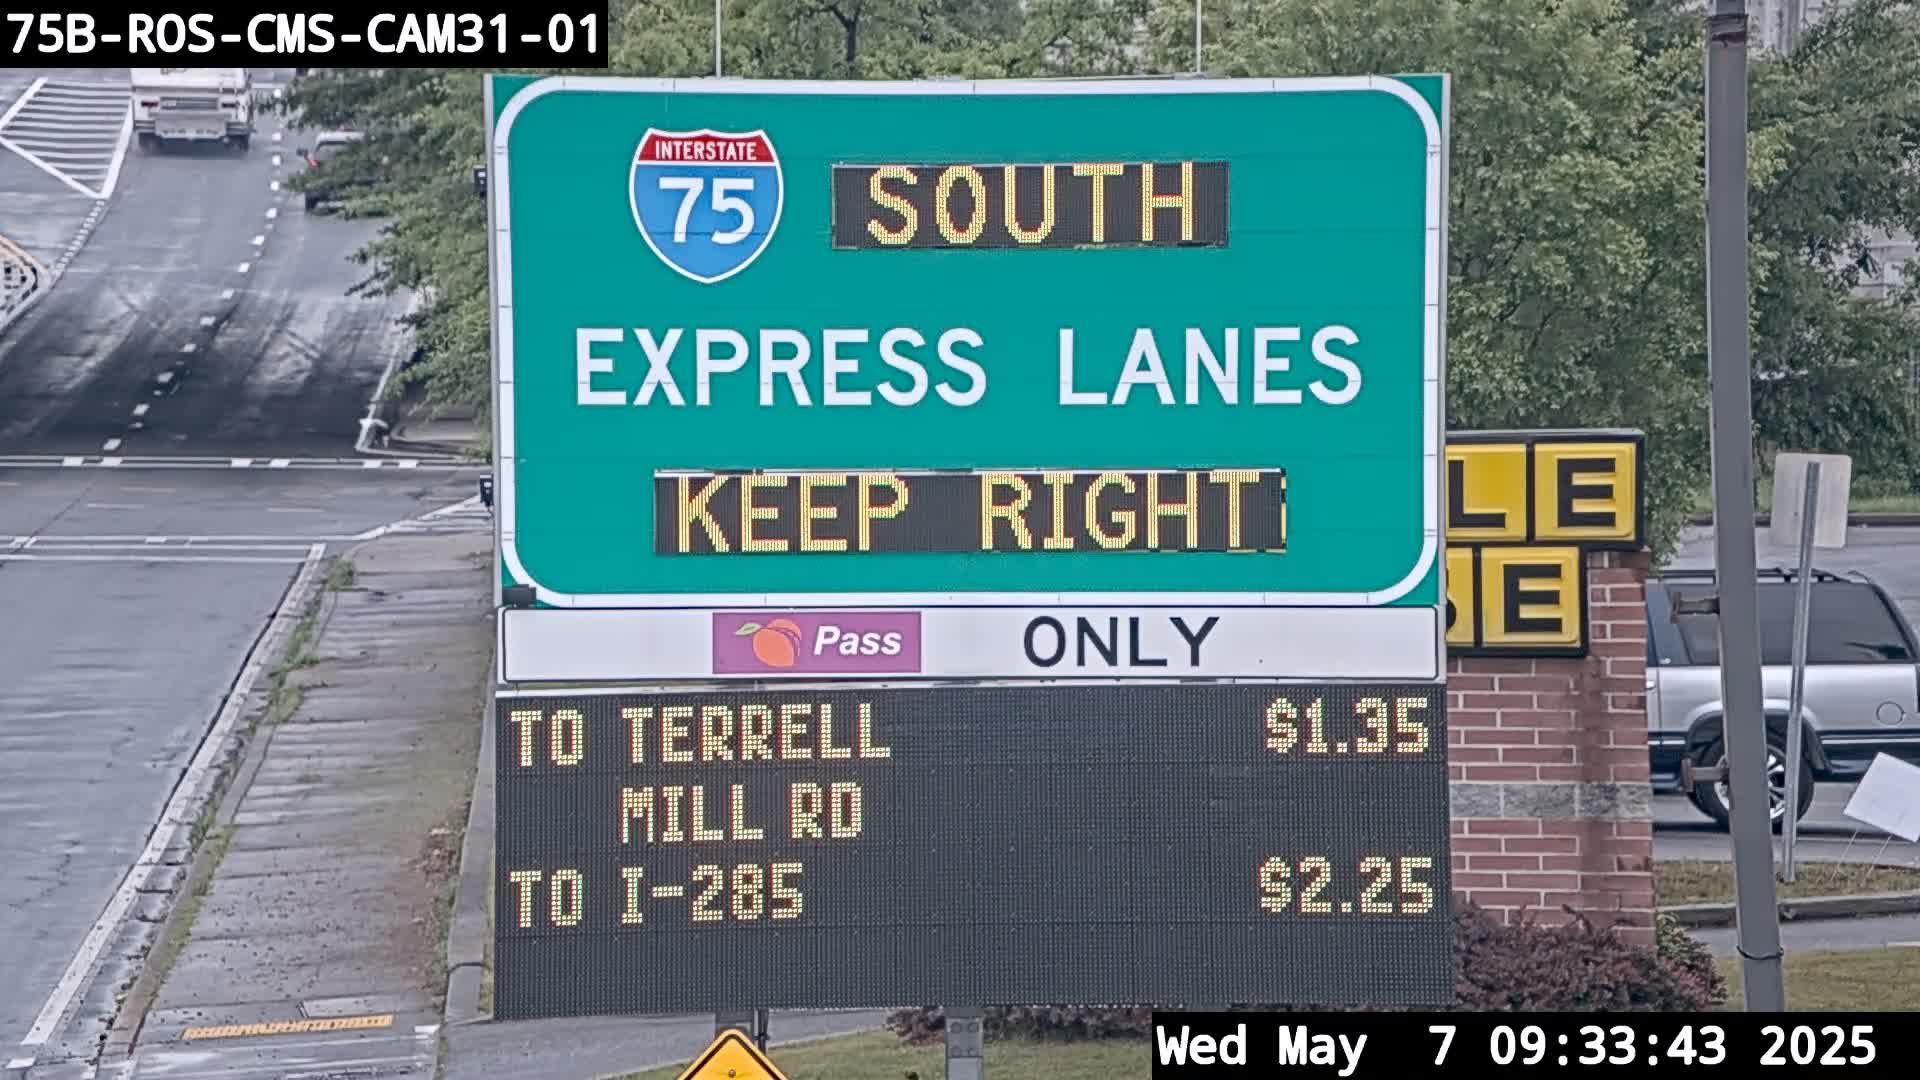 75B-ROS-CMS-CAM31-01
INTERSTATE
75 SOUTH
EXPRESS LANES
KEEP RIGHT
Pass ONLY
TO TERRELL $1.35
MILL RD
TO I-285 $2.25
LE
E
Wed May 7 09:33:43 2025